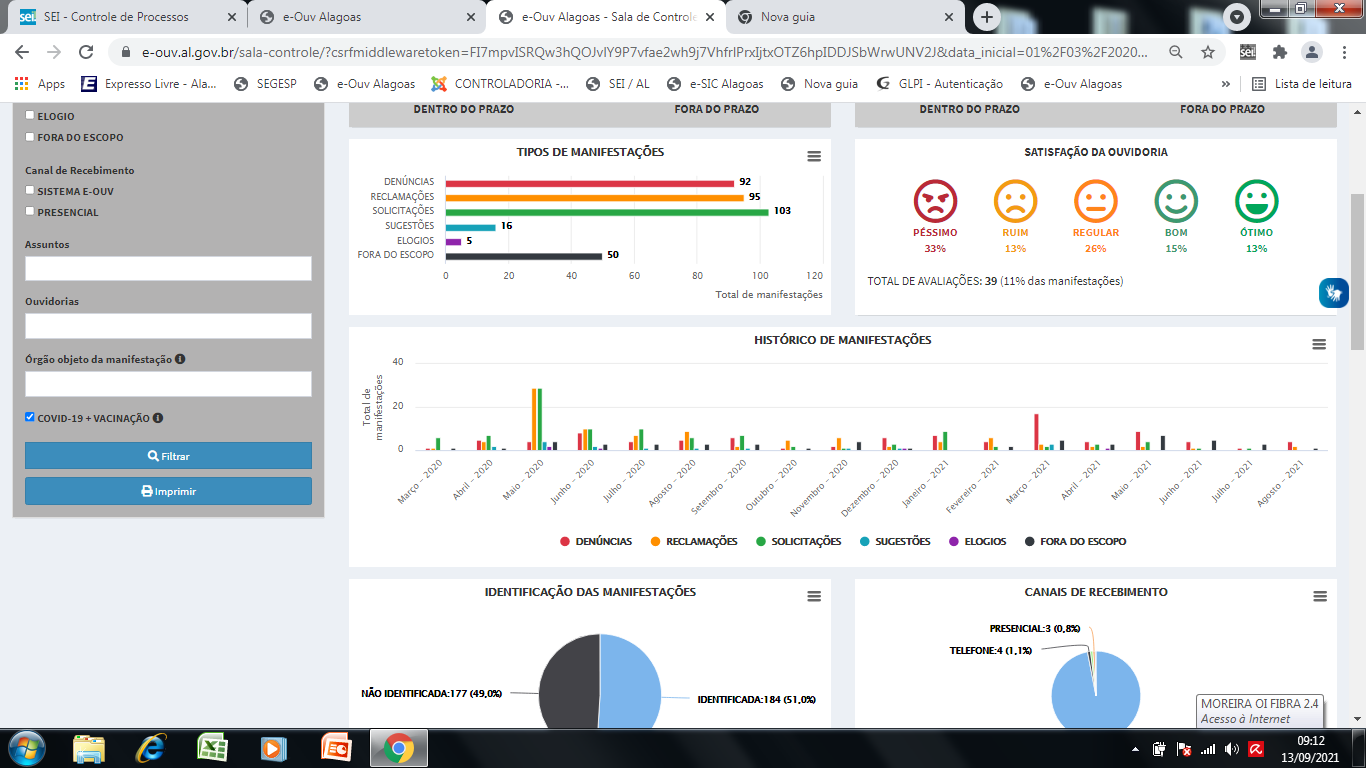 SEI - Controle de Processos
e-Ouv Alagoas
e-Ouv Alagoas - Sala de Controle
Nova guia
e-ouv.al.gov.br/sala-controle/?csrfmiddlewaretoken=FI7mpvISRQw3hQOJvlY9P7vfae2wh9j7VhfrIPrxIjtxOTZ6hpIDDJSbWrwUNV2J&data_inicial=01%2F03%2F2020...
Apps
Expresso Livre - Ala...
SEGESP
e-Ouv Alagoas
CONTROLADORIA -...
SEI / AL
e-SIC Alagoas
Nova guia
GLPI - Autenticação
e-Ouv Alagoas
»
Lista de leitura
ELOGIO
FORA DO ESCOPO
Canal de Recebimento
SISTEMA E-OUV
PRESENCIAL
Assuntos
Ouvidorias
Órgão objeto da manifestação
COVID-19 + VACINAÇÃO
Filtrar
Imprimir
DENTRO DO PRAZO
FORA DO PRAZO
DENTRO DO PRAZO
FORA DO PRAZO
TIPOS DE MANIFESTAÇÕES
DENÚNCIAS 92
RECLAMAÇÕES 95
SOLICITAÇÕES 103
SUGESTÕES 16
ELOGIOS 5
FORA DO ESCOPO 50
0 20 40 60 80 100 120
Total de manifestações
SATISFAÇÃO DA OUVIDORIA
PÉSSIMO RUIM REGULAR BOM ÓTIMO
33% 13% 26% 15% 13%
TOTAL DE AVALIAÇÕES: 39 (11% das manifestações)
HISTÓRICO DE MANIFESTAÇÕES
Total de
manifestações
40
20
0
Março – 2020
Abril – 2020
Maio – 2020
Junho – 2020
Julho – 2020
Agosto – 2020
Setembro – 2020
Outubro – 2020
Novembro – 2020
Dezembro – 2020
Janeiro – 2021
Fevereiro – 2021
Março – 2021
Abril – 2021
Maio – 2021
Junho – 2021
Julho – 2021
Agosto – 2021
DENÚNCIAS RECLAMAÇÕES SOLICITAÇÕES SUGESTÕES ELOGIOS FORA DO ESCOPO
IDENTIFICAÇÃO DAS MANIFESTAÇÕES
NÃO IDENTIFICADA:177 (49,0%)
IDENTIFICADA:184 (51,0%)
CANAIS DE RECEBIMENTO
PRESENCIAL:3 (0,8%)
TELEFONE:4 (1,1%)
MOREIRA OI FIBRA 2.4
Acesso à Internet
09:12
13/09/2021